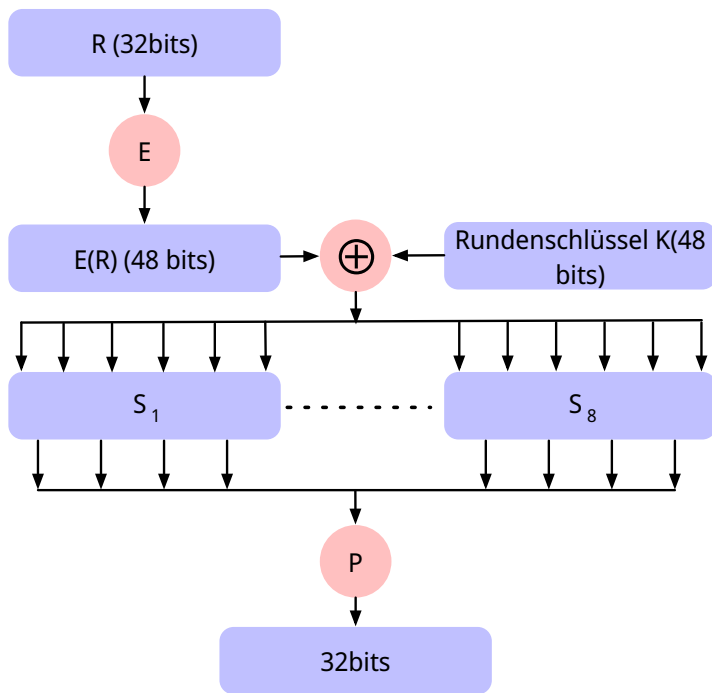 R (32bits)
E
E(R) (48 bits)
⊕
Rundenschlüssel K(48
bits)
S 1
S 8
P
32bits